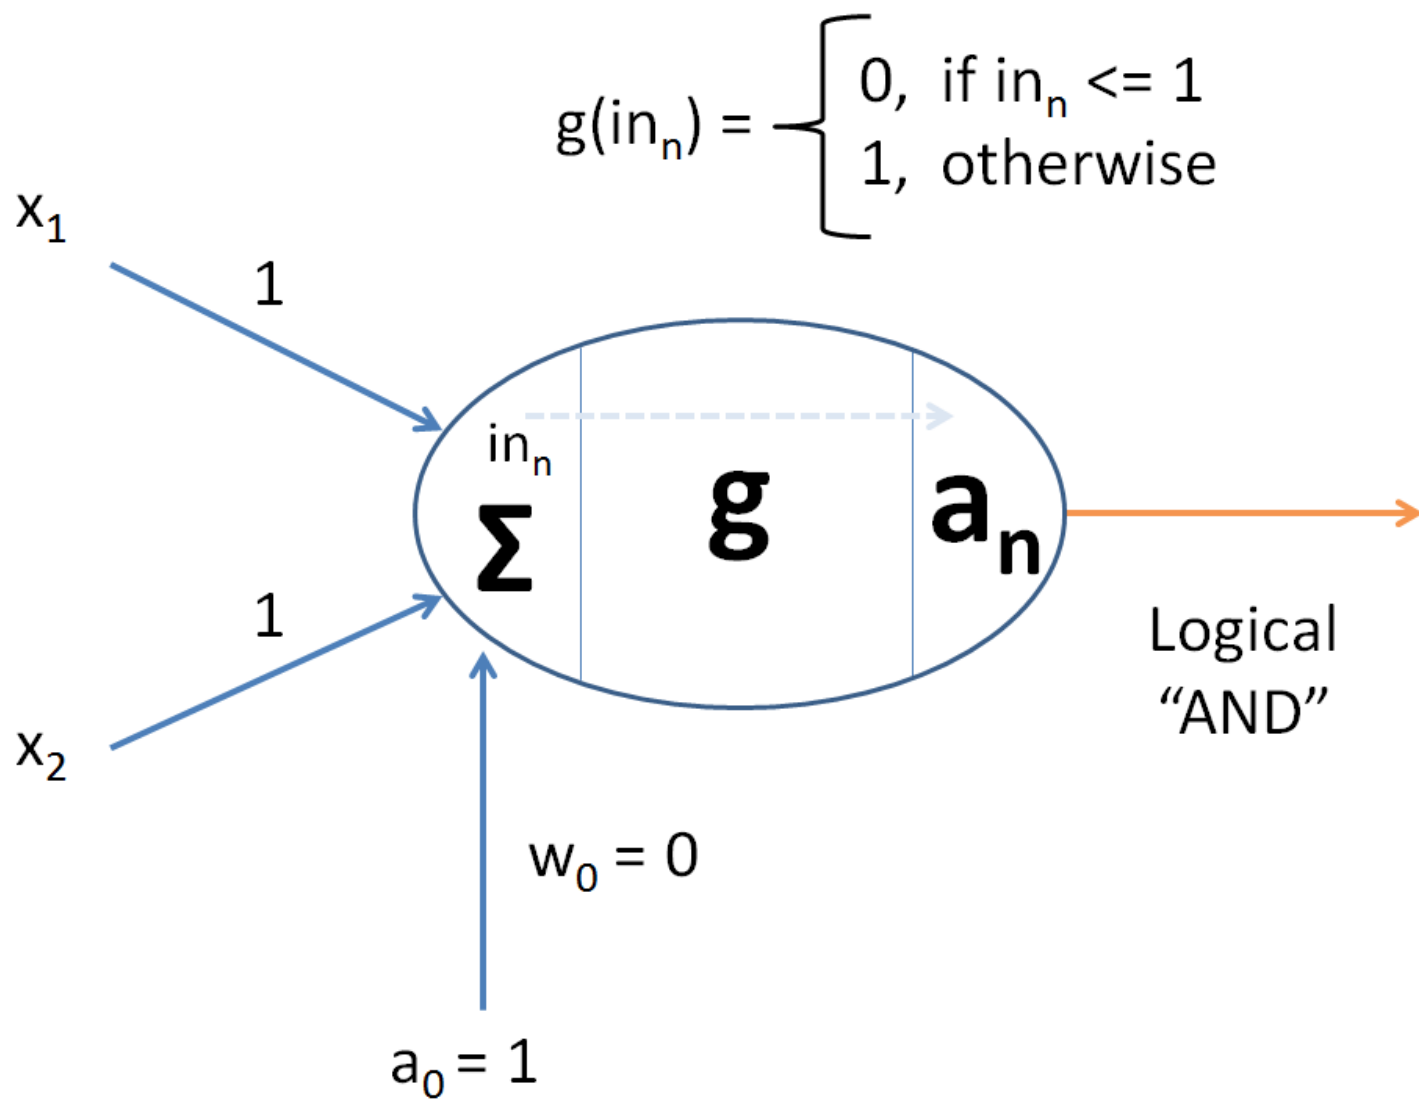 g(inₙ) =
0, if inₙ <= 1
1, otherwise
x₁
1
inₙ
Σ
g
aₙ
1
x₂
Logical
“AND”
w₀ = 0
a₀ = 1